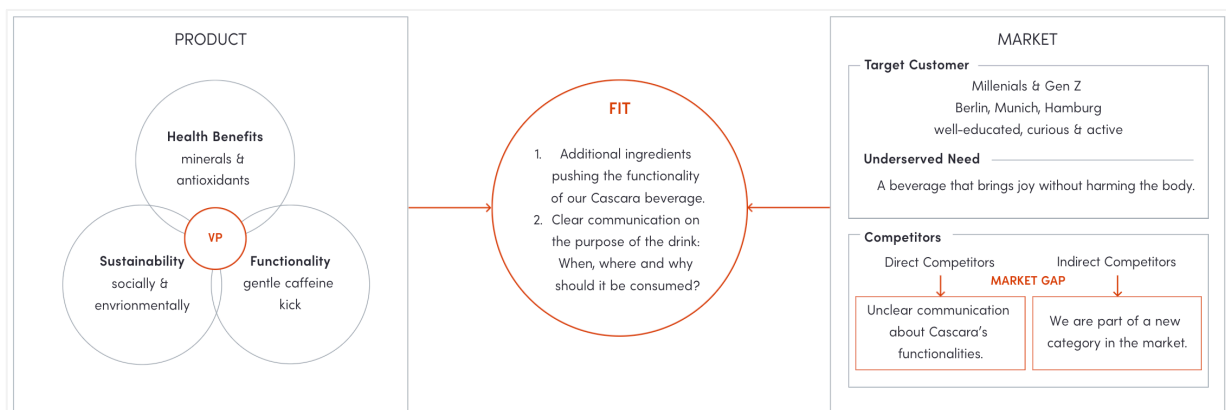 PRODUCT
Health Benefits
minerals &
antioxidants
VP
Sustainability
socially &
envrionmentally
Functionality
gentle caffeine
kick
FIT
1. Additional ingredients
pushing the functionality
of our Cascara beverage.
2. Clear communication on
the purpose of the drink:
When, where and why
should it be consumed?
MARKET
Target Customer
Millenials & Gen Z
Berlin, Munich, Hamburg
well-educated, curious & active
Underserved Need
A beverage that brings joy without harming the body.
Competitors
Direct Competitors
Indirect Competitors
MARKET GAP
Unclear communication
about Cascara's
functionalities.
We are part of a new
category in the market.